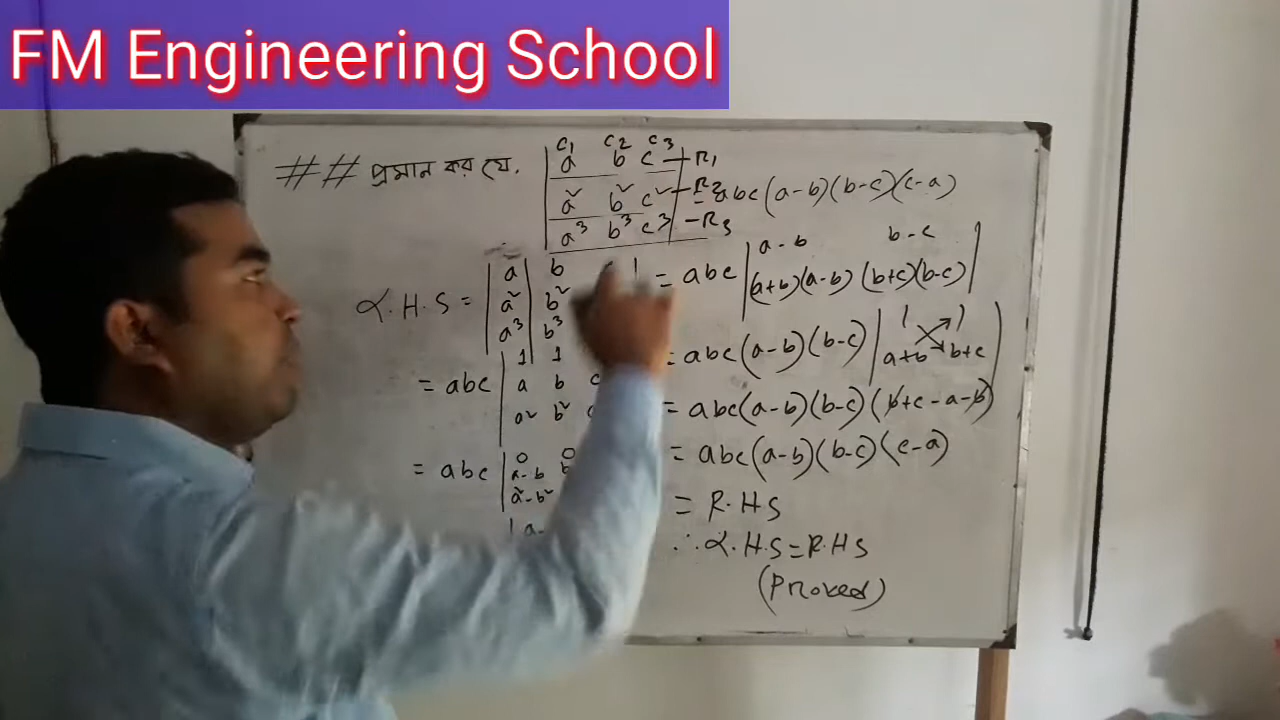 FM Engineering School
## প্রমান কর যে,
C1 C2 C3
a b c — R1
a² b² c² — R2 = abc(a-b)(b-c)(c-a)
a³ b³ c³ — R3
L.H.S = | a b
a² b²
a³ b³
= abc | 1 1
a b c
a² b²
= abc | 0 0
a-b b
a²-b²
| a-
= abc | a-b b-c |
(a+b)(a-b) (b+c)(b-c)
= abc(a-b)(b-c) | 1 1 |
a+b b+c
= abc(a-b)(b-c)(b+c-a-b)
= abc(a-b)(b-c)(c-a)
= R.H.S
∴ L.H.S = R.H.S
(Proved)